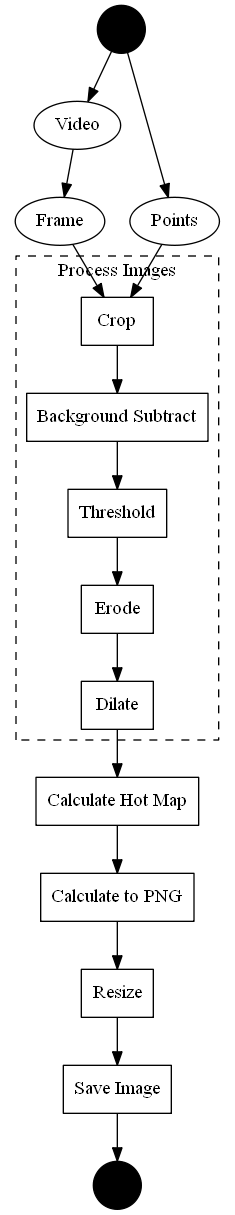 Video
Frame
Points
Process Images
Crop
Background Subtract
Threshold
Erode
Dilate
Calculate Hot Map
Calculate to PNG
Resize
Save Image